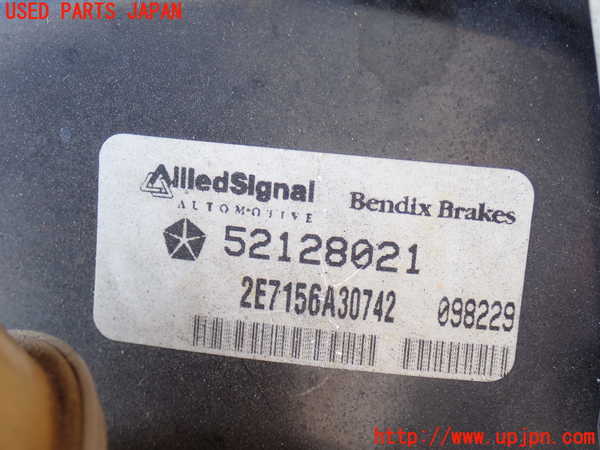 USED PARTS JAPAN
AlliedSignal
AUTOMOTIVE
Bendix Brakes
52128021
2E7156A30742
098229
http://www.upjpn.com/